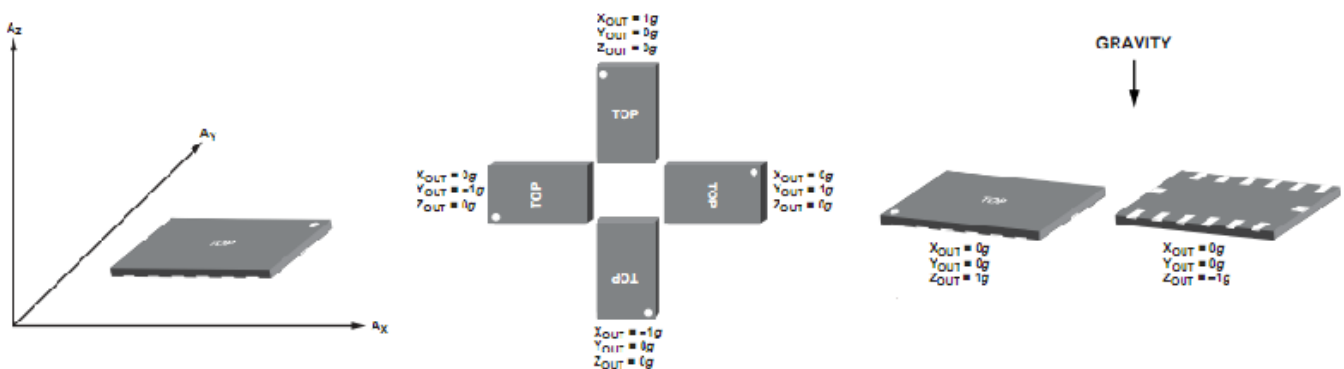 AZ
AY
TOP
AX
XOUT = 1g
YOUT = 0g
ZOUT = 0g
TOP
XOUT = 0g
YOUT = –1g
ZOUT = 0g
TOP
TOP
XOUT = 0g
YOUT = 1g
ZOUT = 0g
TOP
XOUT = –1g
YOUT = 0g
ZOUT = 0g
GRAVITY
TOP
XOUT = 0g
YOUT = 0g
ZOUT = 1g
XOUT = 0g
YOUT = 0g
ZOUT = –1g